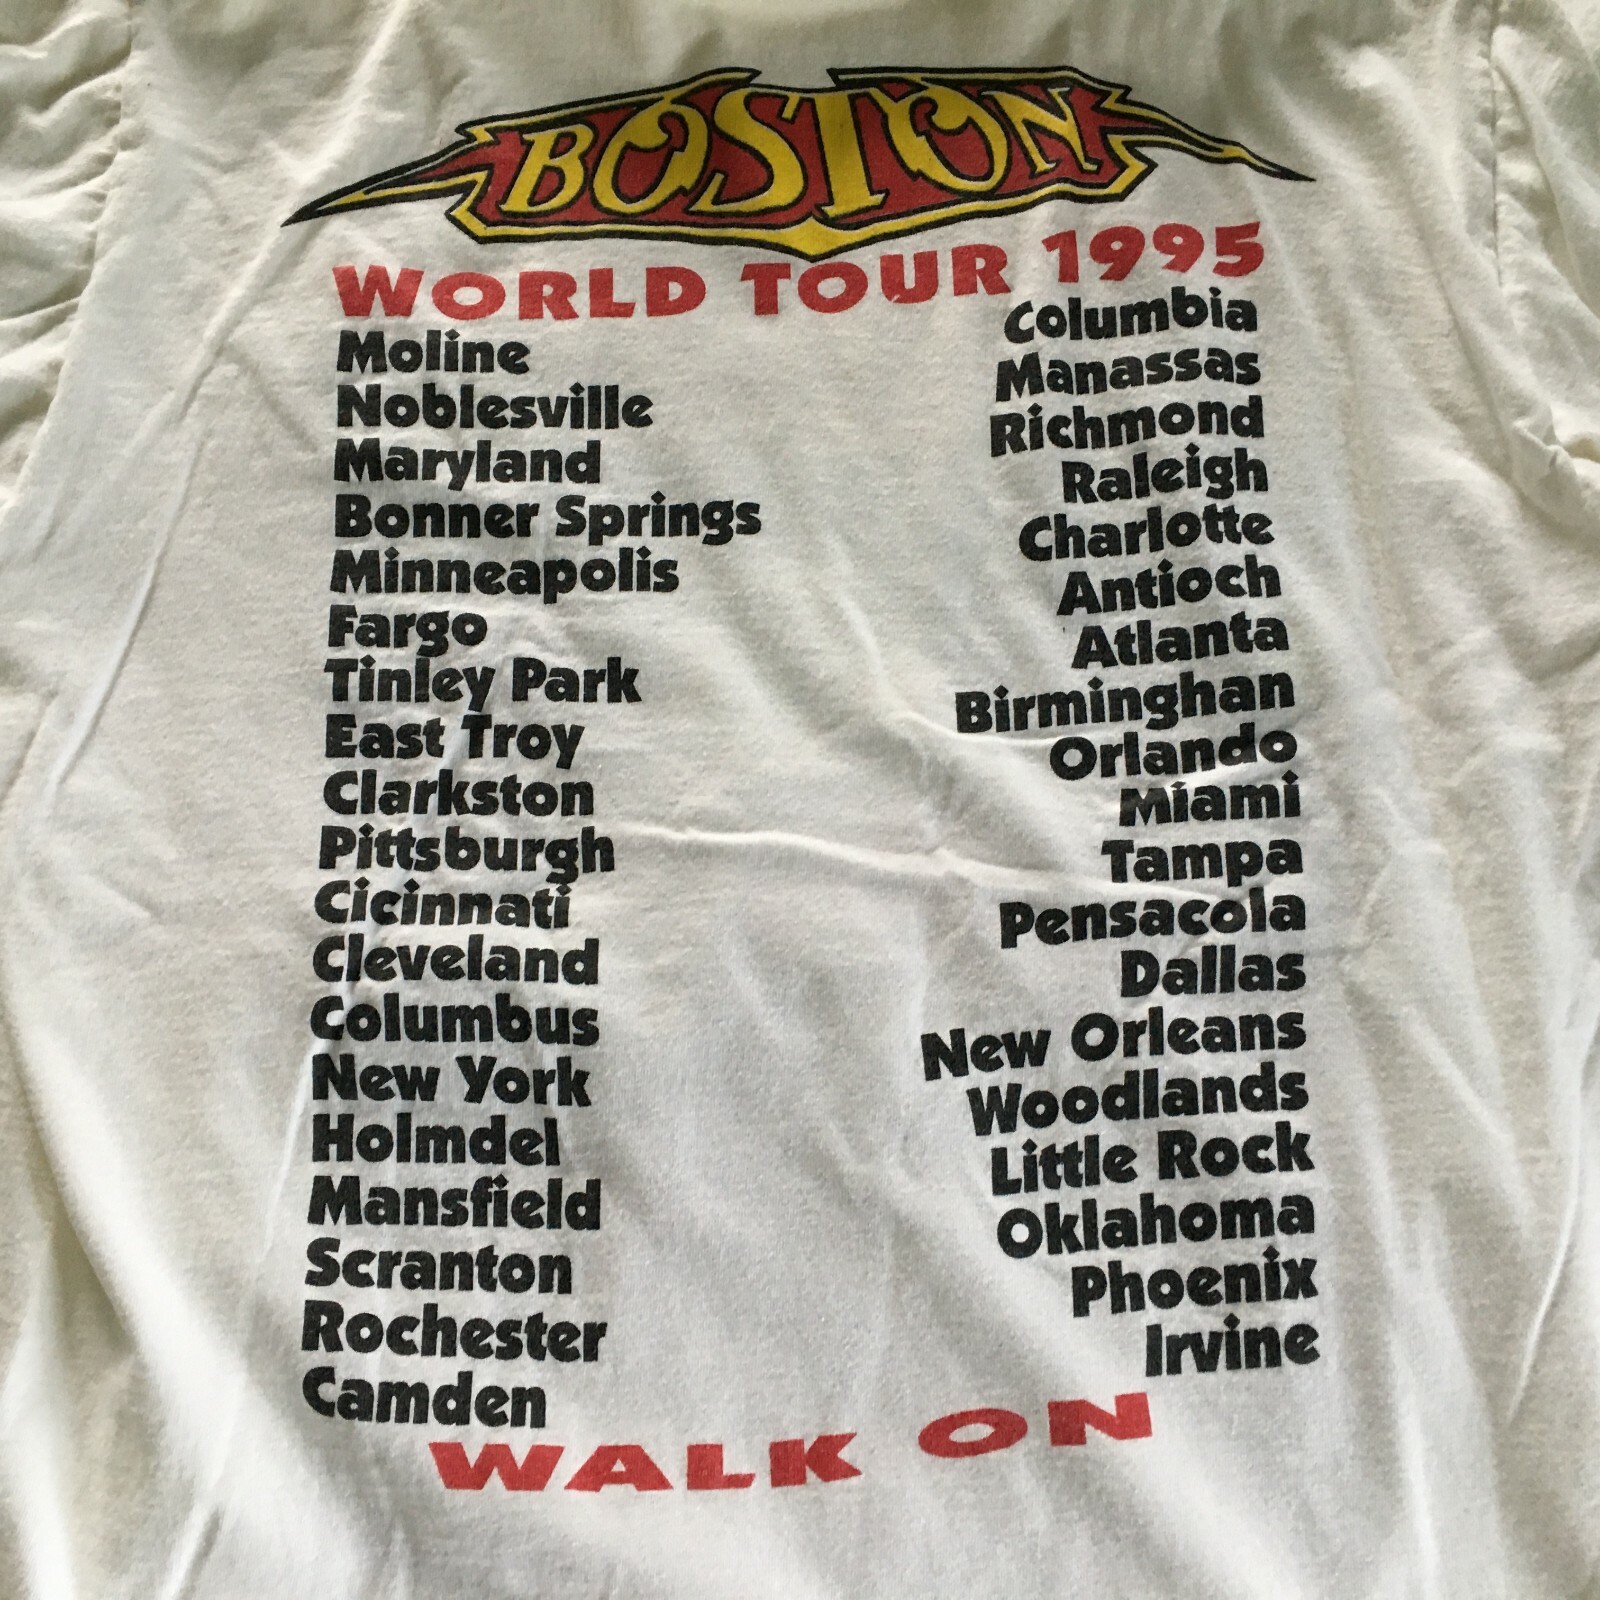 BOSTON
WORLD TOUR 1995
Moline
Noblesville
Maryland
Bonner Springs
Minneapolis
Fargo
Tinley Park
East Troy
Clarkston
Pittsburgh
Cicinnati
Cleveland
Columbus
New York
Holmdel
Mansfield
Scranton
Rochester
Camden
Columbia
Manassas
Richmond
Raleigh
Charlotte
Antioch
Atlanta
Birminghan
Orlando
Miami
Tampa
Pensacola
Dallas
New Orleans
Woodlands
Little Rock
Oklahoma
Phoenix
Irvine
WALK ON